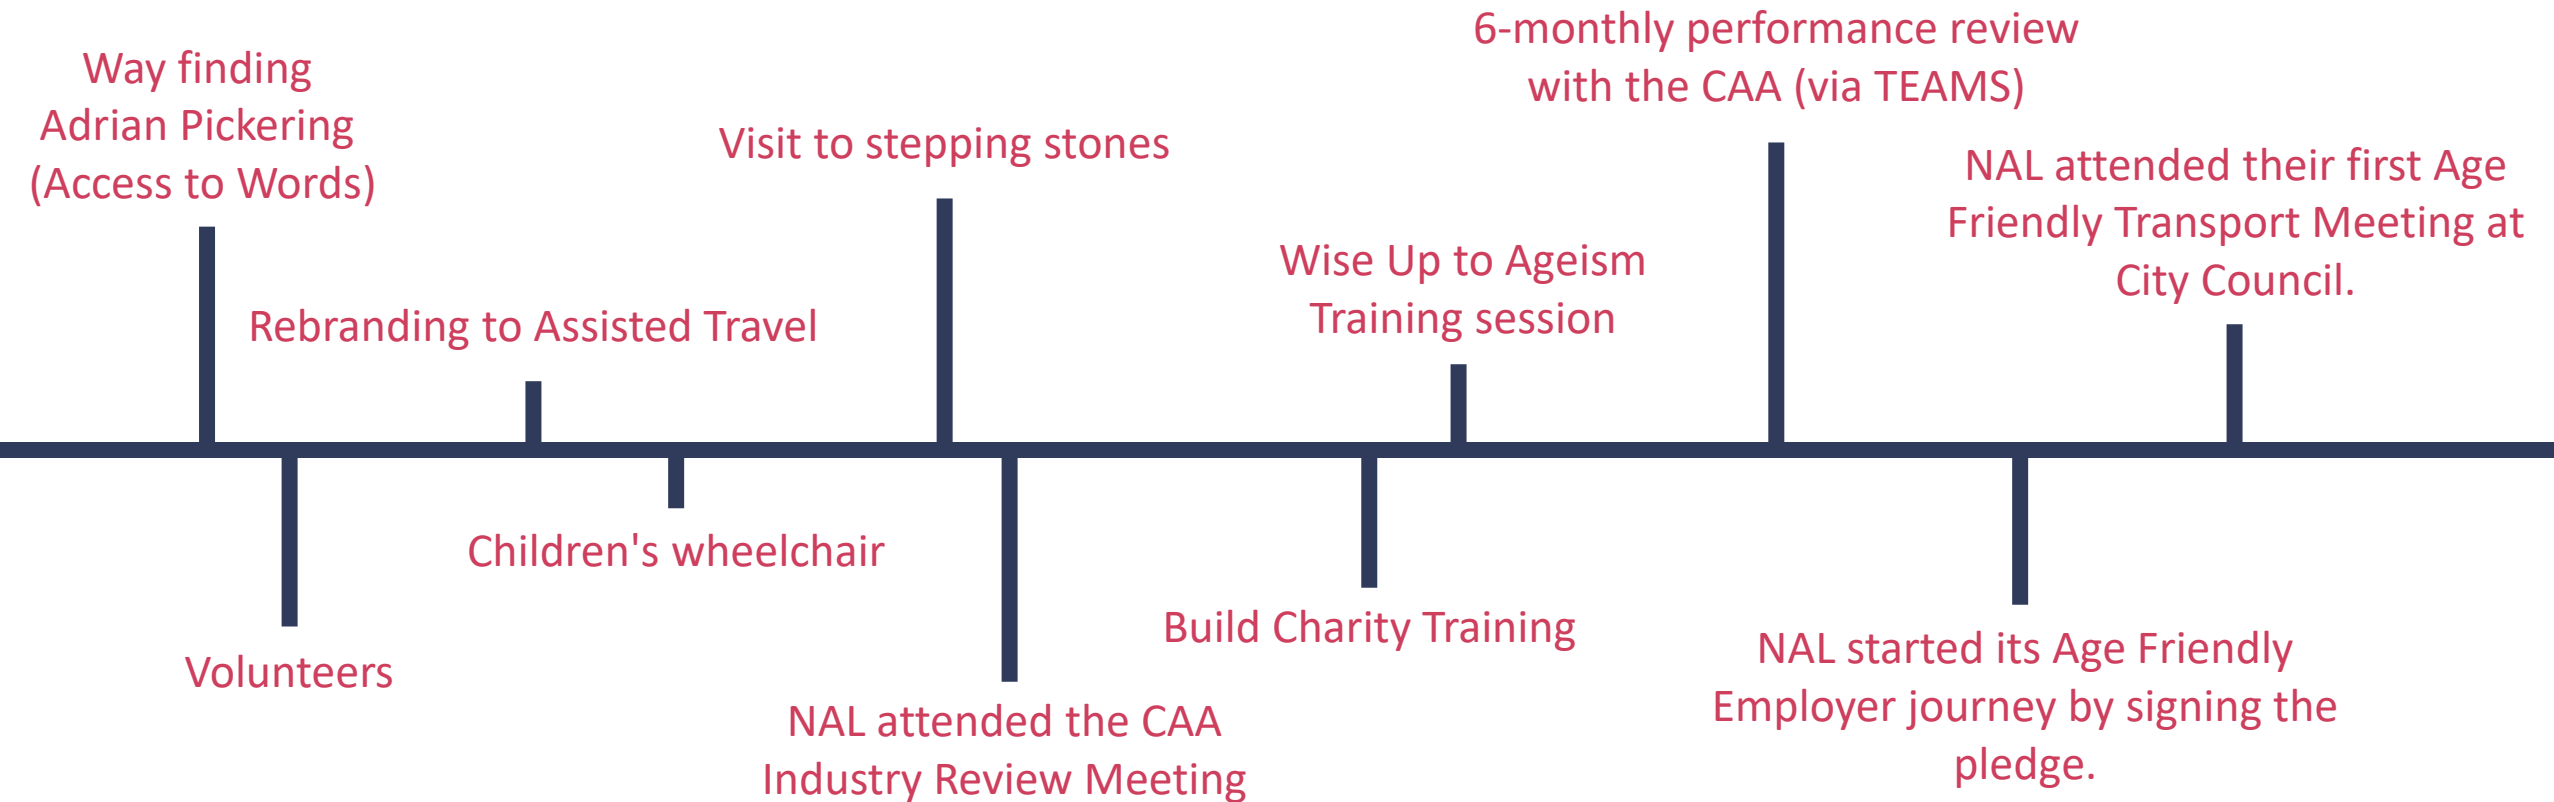 Way finding
Adrian Pickering
(Access to Words)
Volunteers
Rebranding to Assisted Travel
Children's wheelchair
Visit to stepping stones
NAL attended the CAA
Industry Review Meeting
Build Charity Training
Wise Up to Ageism
Training session
6-monthly performance review
with the CAA (via TEAMS)
NAL started its Age Friendly
Employer journey by signing the
pledge.
NAL attended their first Age
Friendly Transport Meeting at
City Council.